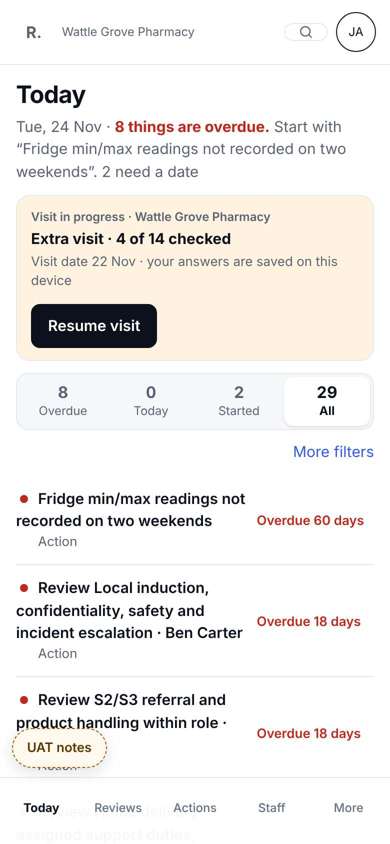 R.
Wattle Grove Pharmacy
JA
Today
Tue, 24 Nov · 8 things are overdue. Start with
“Fridge min/max readings not recorded on two
weekends”. 2 need a date
Visit in progress · Wattle Grove Pharmacy
Extra visit · 4 of 14 checked
Visit date 22 Nov · your answers are saved on this
device
Resume visit
8
Overdue
0
Today
2
Started
29
All
More filters
Fridge min/max readings not
recorded on two weekends
Action
Overdue 60 days
Review Local induction,
confidentiality, safety and
incident escalation · Ben Carter
Action
Overdue 18 days
Review S2/S3 referral and
product handling within role ·
Overdue 18 days
UAT notes
Today
Reviews
Actions
Staff
More
assigned support duties,